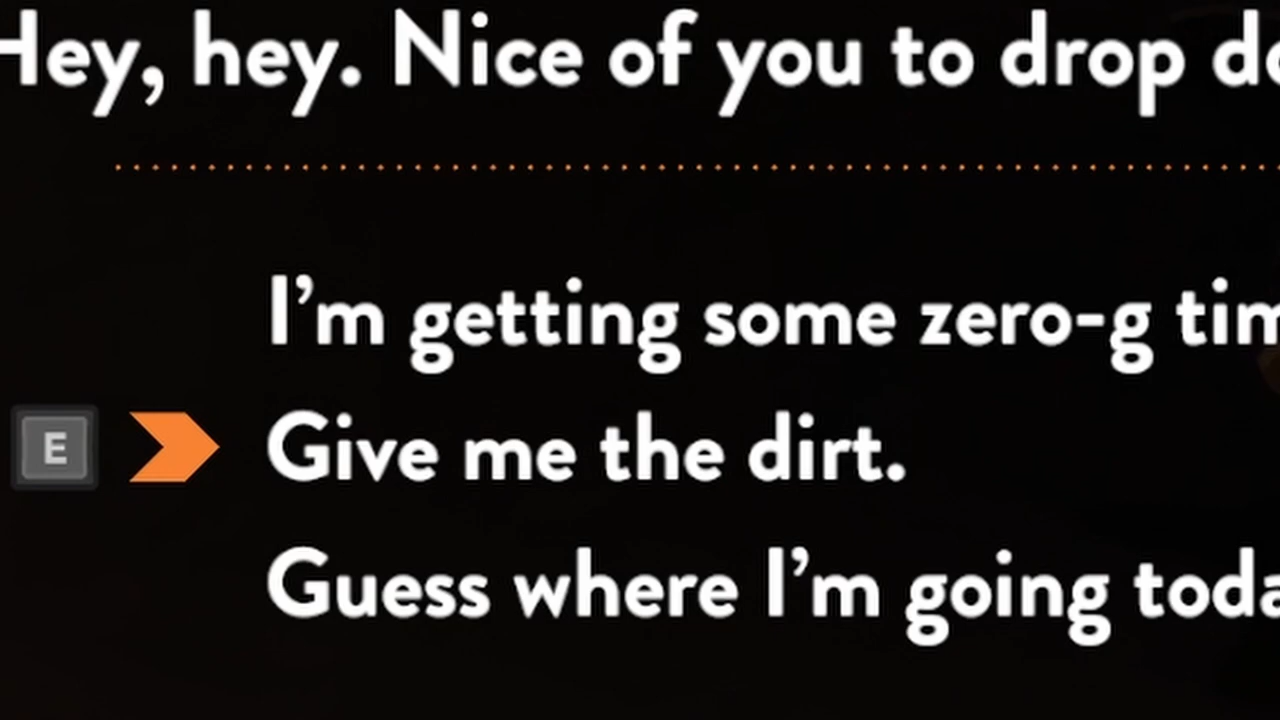 Hey, hey. Nice of you to drop
I'm getting some zero-g
E Give me the dirt.
Guess where I'm going